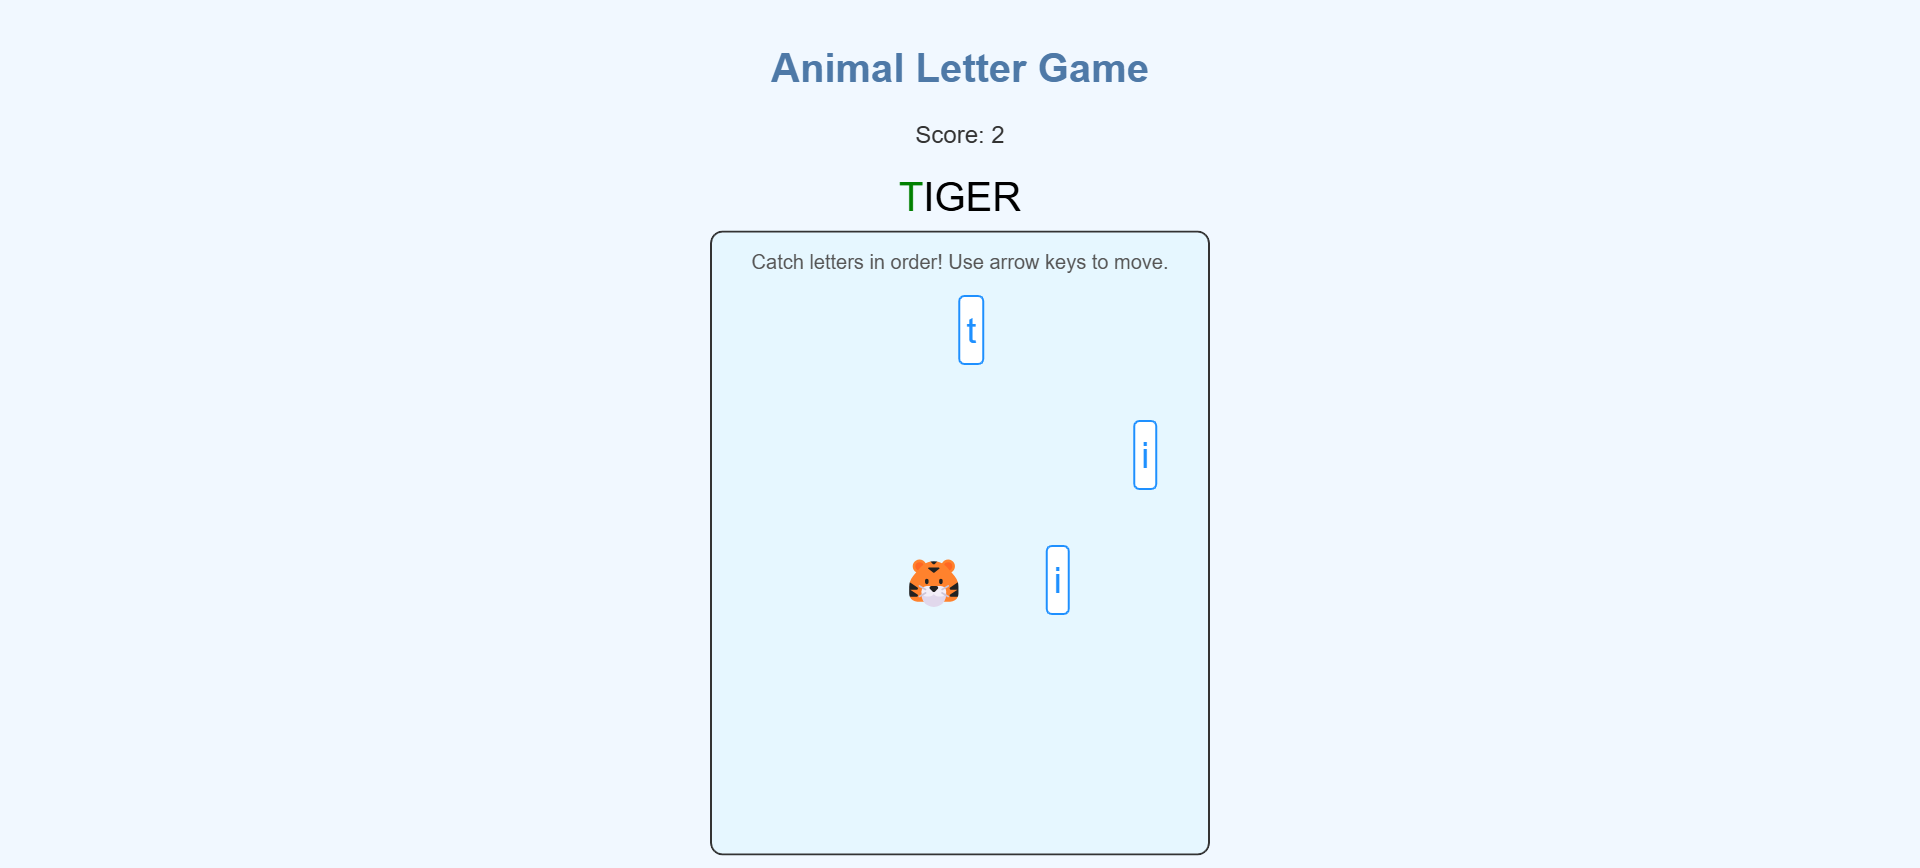 Animal Letter Game
Score: 2
TIGER
Catch letters in order! Use arrow keys to move.
t
i
i